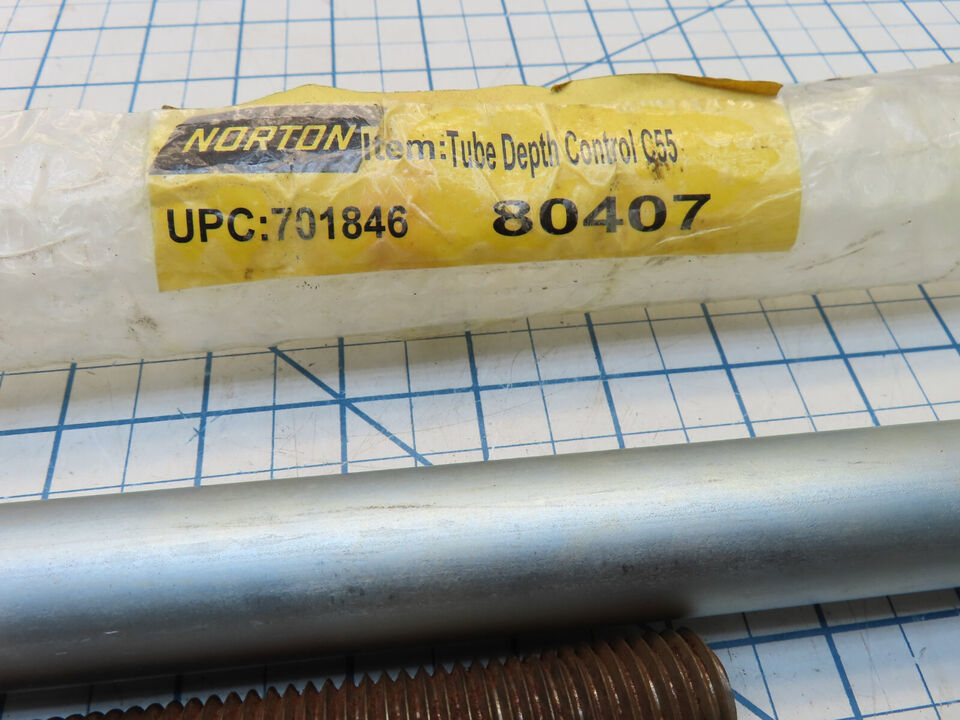 NORTON Item:Tube Depth Control C55
UPC:701846 80407